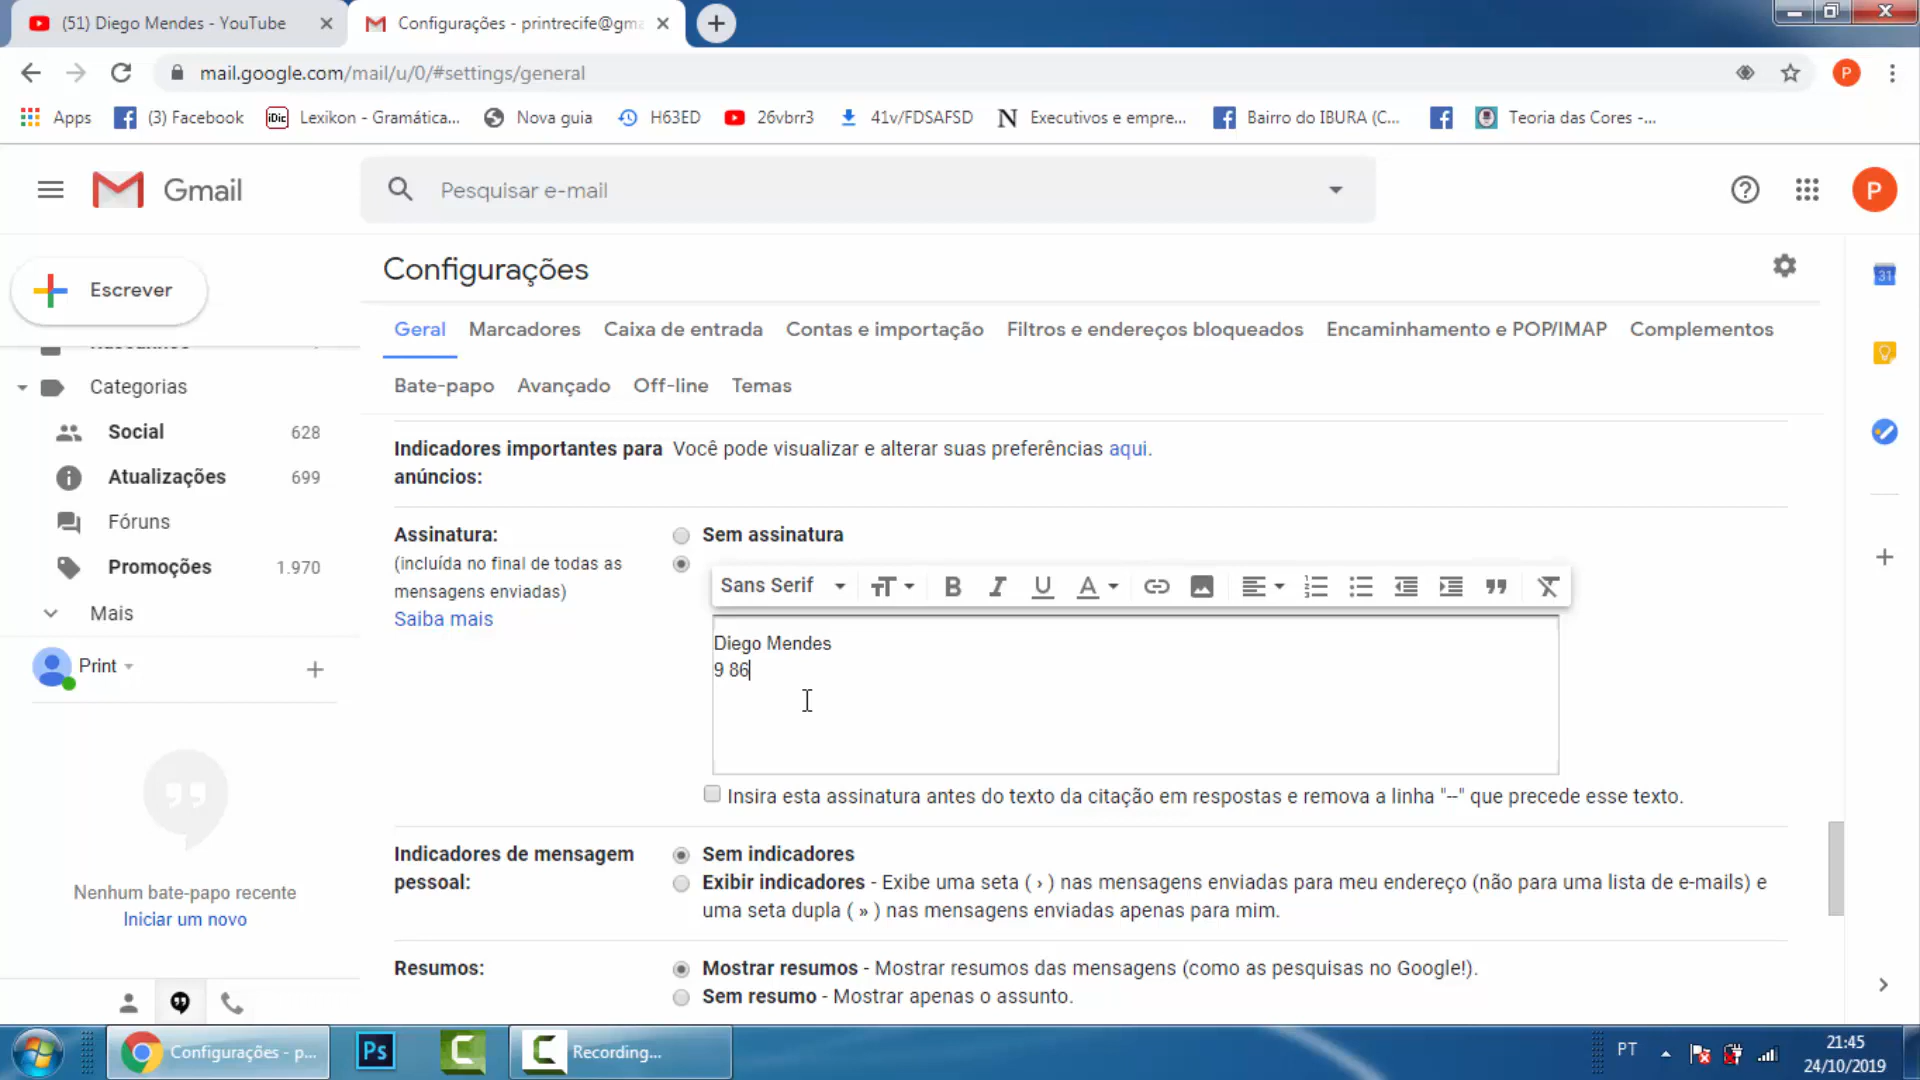 (51) Diego Mendes - YouTube
Configurações - printrecife@gma
mail.google.com/mail/u/0/#settings/general
P
Apps
(3) Facebook
iDic
Lexikon - Gramática...
Nova guia
H63ED
26vbrr3
41v/FDSAFSD
N
Executivos e empre...
Bairro do IBURA (C...
Teoria das Cores -...
Gmail
Pesquisar e-mail
P
Escrever
Configurações
31
Geral
Marcadores
Caixa de entrada
Contas e importação
Filtros e endereços bloqueados
Encaminhamento e POP/IMAP
Complementos
Bate-papo
Avançado
Off-line
Temas
Categorias
Social 628
Atualizações 699
Fóruns
Promoções 1.970
Mais
Print
Nenhum bate-papo recente
Iniciar um novo
Indicadores importantes para anúncios:
Você pode visualizar e alterar suas preferências aqui.
Assinatura:
(incluída no final de todas as
mensagens enviadas)
Saiba mais
Sem assinatura
Sans Serif
Diego Mendes
9 86
Insira esta assinatura antes do texto da citação em respostas e remova a linha "--" que precede esse texto.
Indicadores de mensagem
pessoal:
Sem indicadores
Exibir indicadores - Exibe uma seta ( › ) nas mensagens enviadas para meu endereço (não para uma lista de e-mails) e
uma seta dupla ( » ) nas mensagens enviadas apenas para mim.
Resumos:
Mostrar resumos - Mostrar resumos das mensagens (como as pesquisas no Google!).
Sem resumo - Mostrar apenas o assunto.
Configurações - p...
Ps
Recording...
PT
21:45
24/10/2019